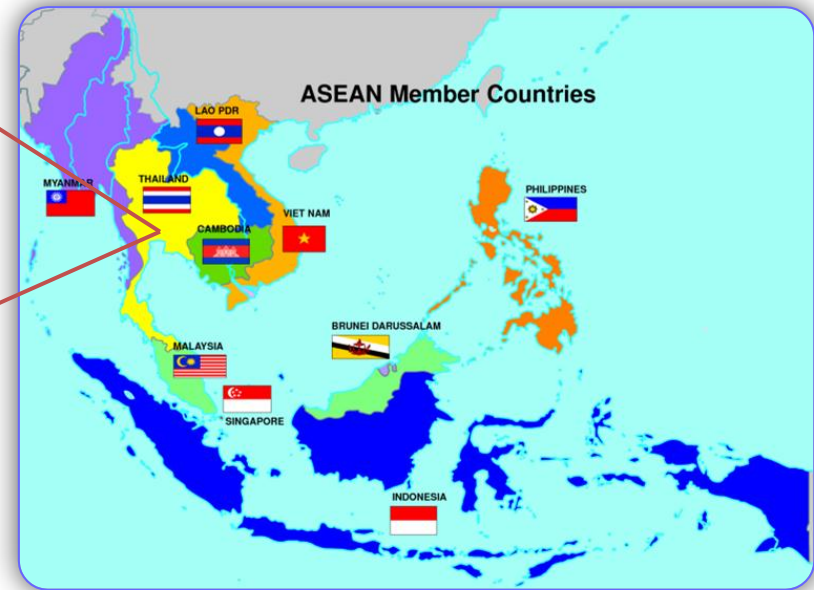 ASEAN Member Countries
LAO PDR
MYANMAR
THAILAND
PHILIPPINES
VIET NAM
CAMBODIA
BRUNEI DARUSSALAM
MALAYSIA
SINGAPORE
INDONESIA